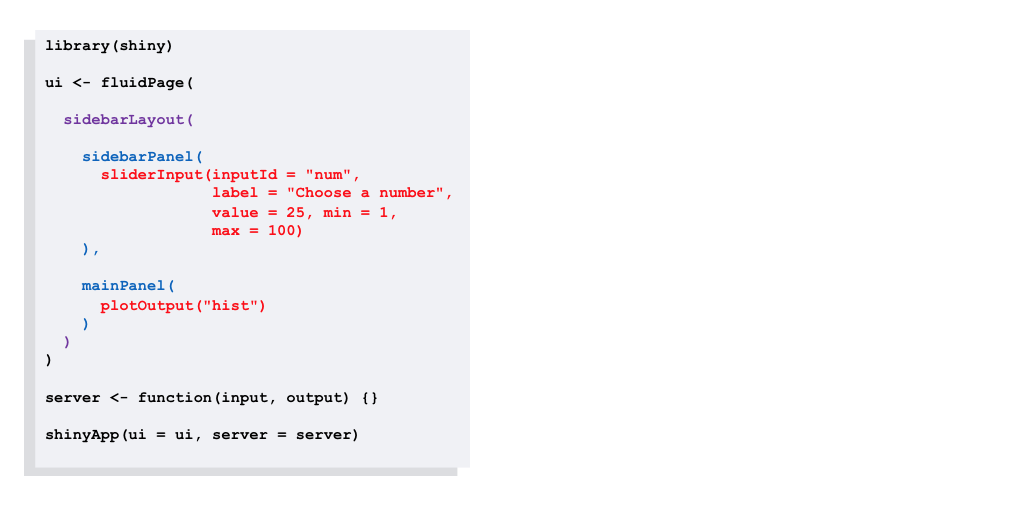 library(shiny)
ui <- fluidPage(
  sidebarLayout(
    sidebarPanel(
      sliderInput(inputId = "num",
                  label = "Choose a number",
                  value = 25, min = 1,
                  max = 100)
    ),
    mainPanel(
      plotOutput("hist")
    )
  )
)
server <- function(input, output) {}
shinyApp(ui = ui, server = server)